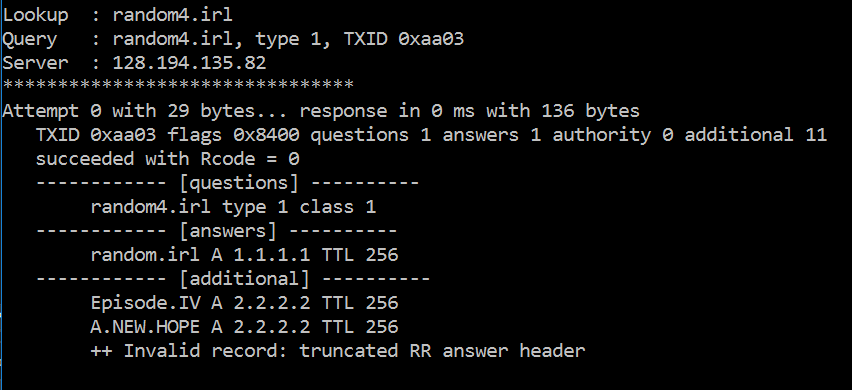 Lookup  : random4.irl
Query   : random4.irl, type 1, TXID 0xaa03
Server  : 128.194.135.82
********************************
Attempt 0 with 29 bytes... response in 0 ms with 136 bytes
   TXID 0xaa03 flags 0x8400 questions 1 answers 1 authority 0 additional 11
   succeeded with Rcode = 0
   ------------ [questions] ----------
        random4.irl type 1 class 1
   ------------ [answers] ----------
        random.irl A 1.1.1.1 TTL 256
   ------------ [additional] ----------
        Episode.IV A 2.2.2.2 TTL 256
        A.NEW.HOPE A 2.2.2.2 TTL 256
        ++ Invalid record: truncated RR answer header